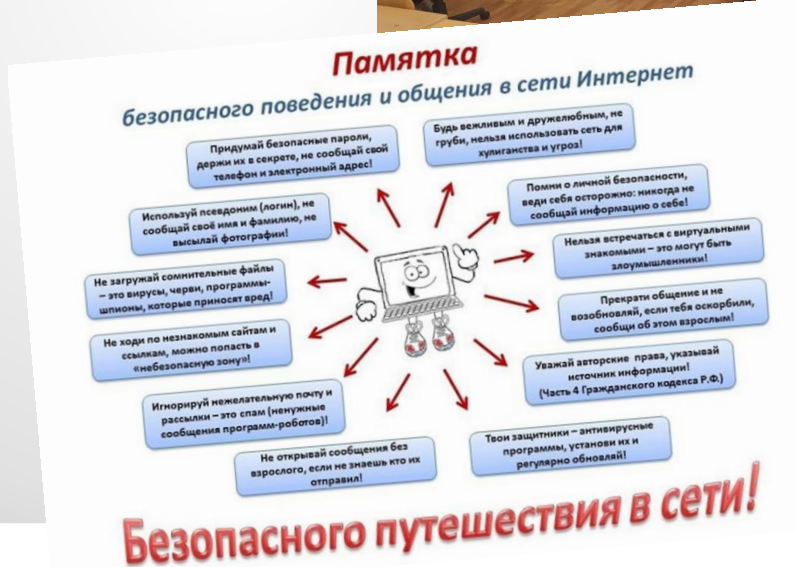 Памятка
безопасного поведения и общения в сети Интернет
Придумай безопасные пароли,
держи их в секрете, не сообщай свой
телефон и электронный адрес!
Будь вежливым и дружелюбным, не
груби, нельзя использовать сеть для
хулиганства и угроз!
Используй псевдоним (логин), не
сообщай своё имя и фамилию, не
высылай фотографии!
Помни о личной безопасности,
веди себя осторожно: никогда не
сообщай информацию о себе!
Не загружай сомнительные файлы
– это вирусы, черви, программы-
шпионы, которые приносят вред!
Нельзя встречаться с виртуальными
знакомыми – это могут быть
злоумышленники!
Не ходи по незнакомым сайтам и
ссылкам, можно попасть в
«небезопасную зону»!
Прекрати общение и не
возобновляй, если тебя оскорбили,
сообщи об этом взрослым!
Игнорируй нежелательную почту и
рассылки – это спам (ненужные
сообщения программ-роботов)!
Уважай авторские права, указывай
источник информации!
(Часть 4 Гражданского кодекса Р.Ф.)
Не открывай сообщения без
взрослого, если не знаешь кто их
отправил!
Твои защитники – антивирусные
программы, установи их и
регулярно обновляй!
Безопасного путешествия в сети!